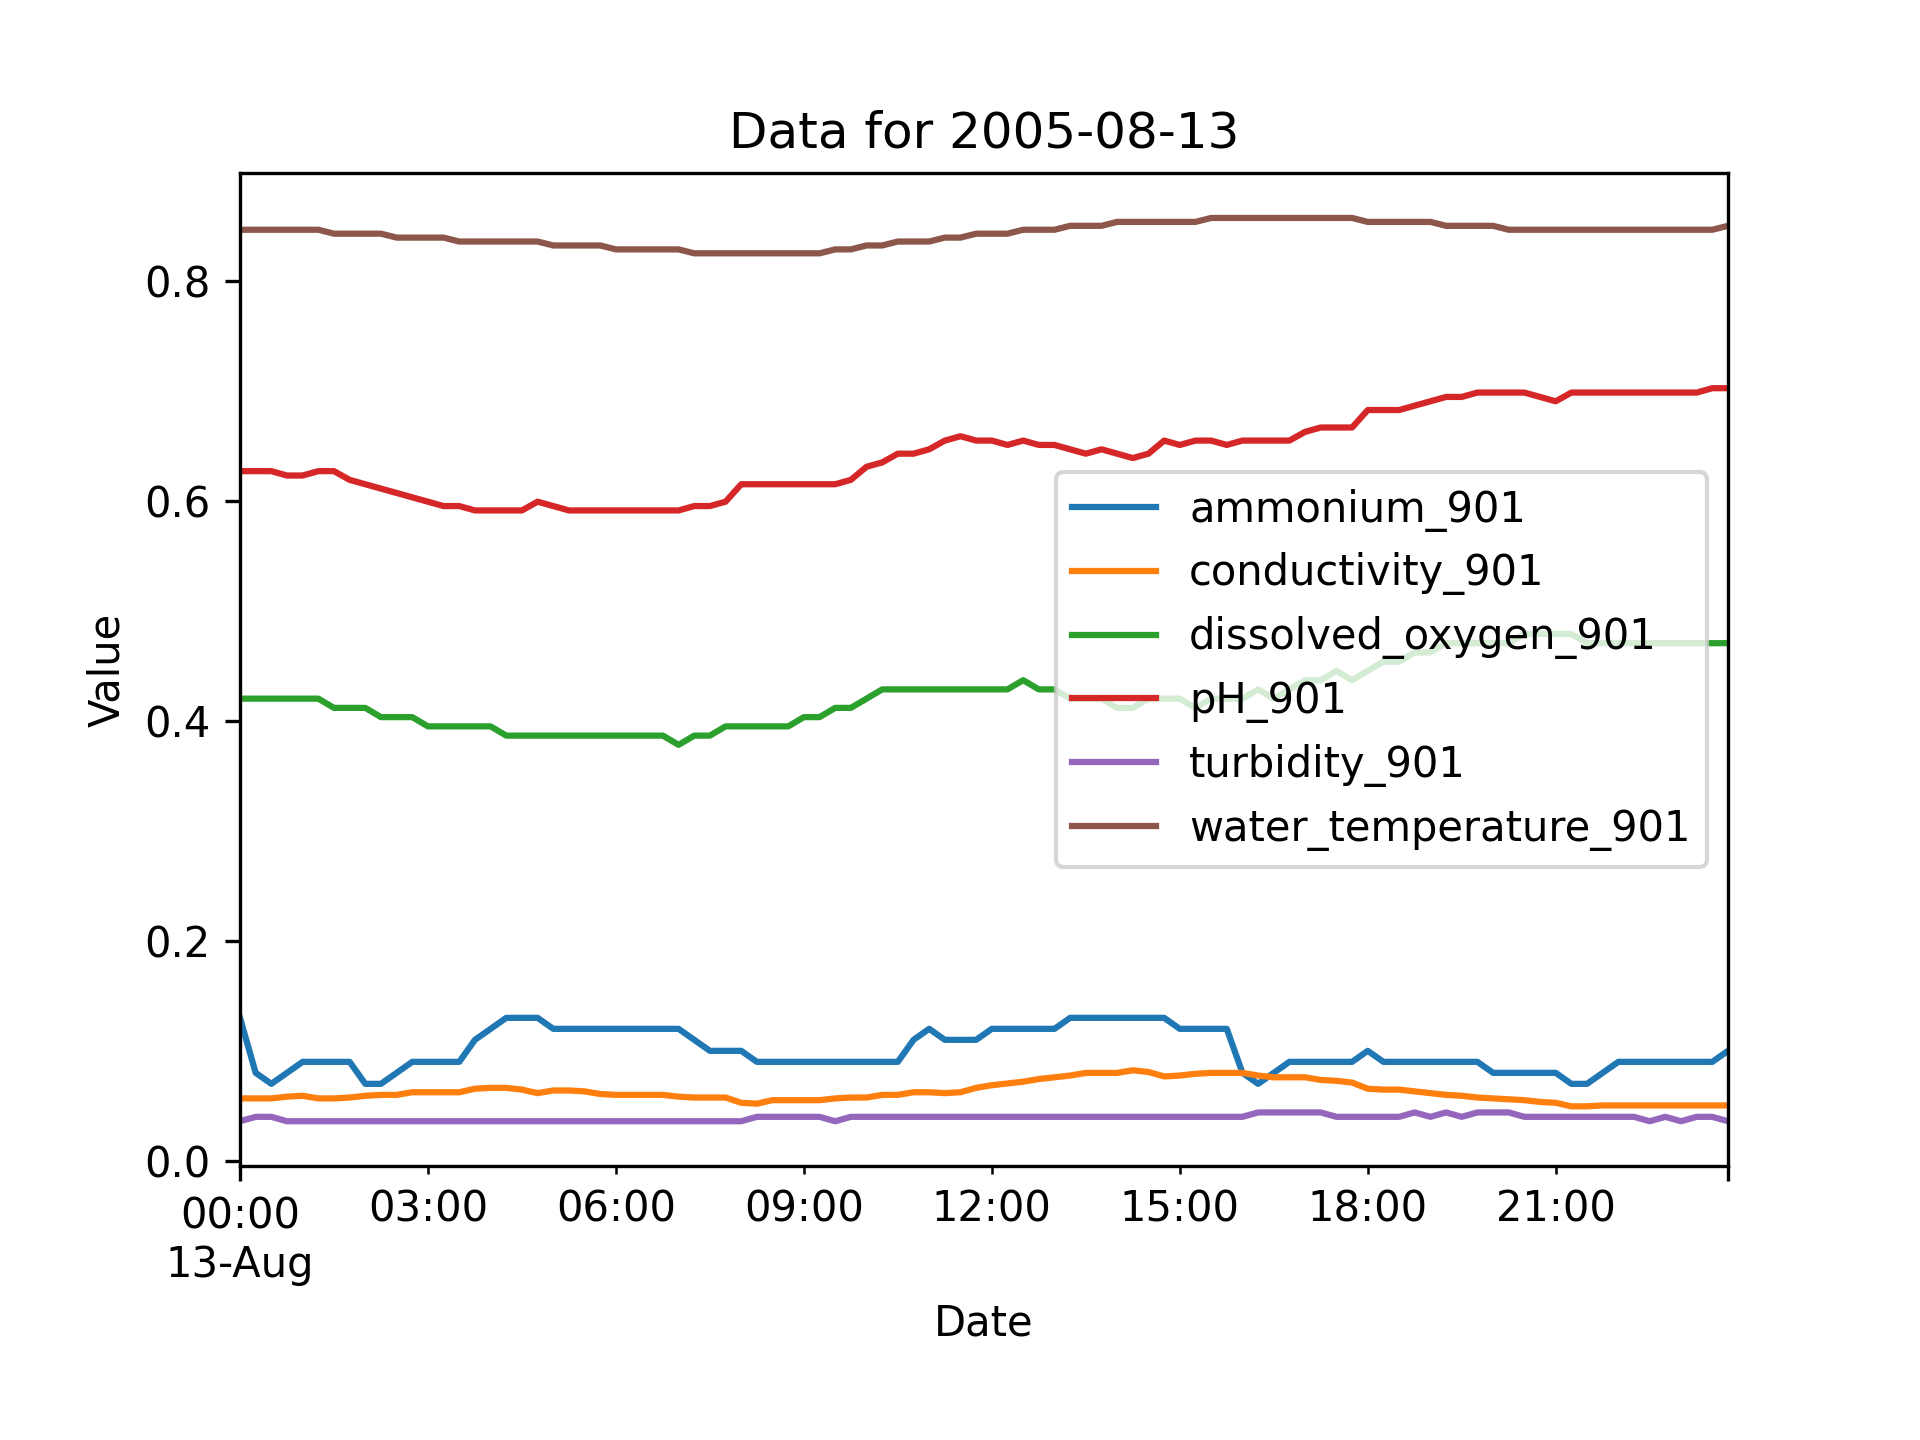 Data for 2005-08-13
Value
0.8
0.6
0.4
0.2
0.0
ammonium_901
conductivity_901
dissolved_oxygen_901
pH_901
turbidity_901
water_temperature_901
00:00 03:00 06:00 09:00 12:00 15:00 18:00 21:00
13-Aug
Date